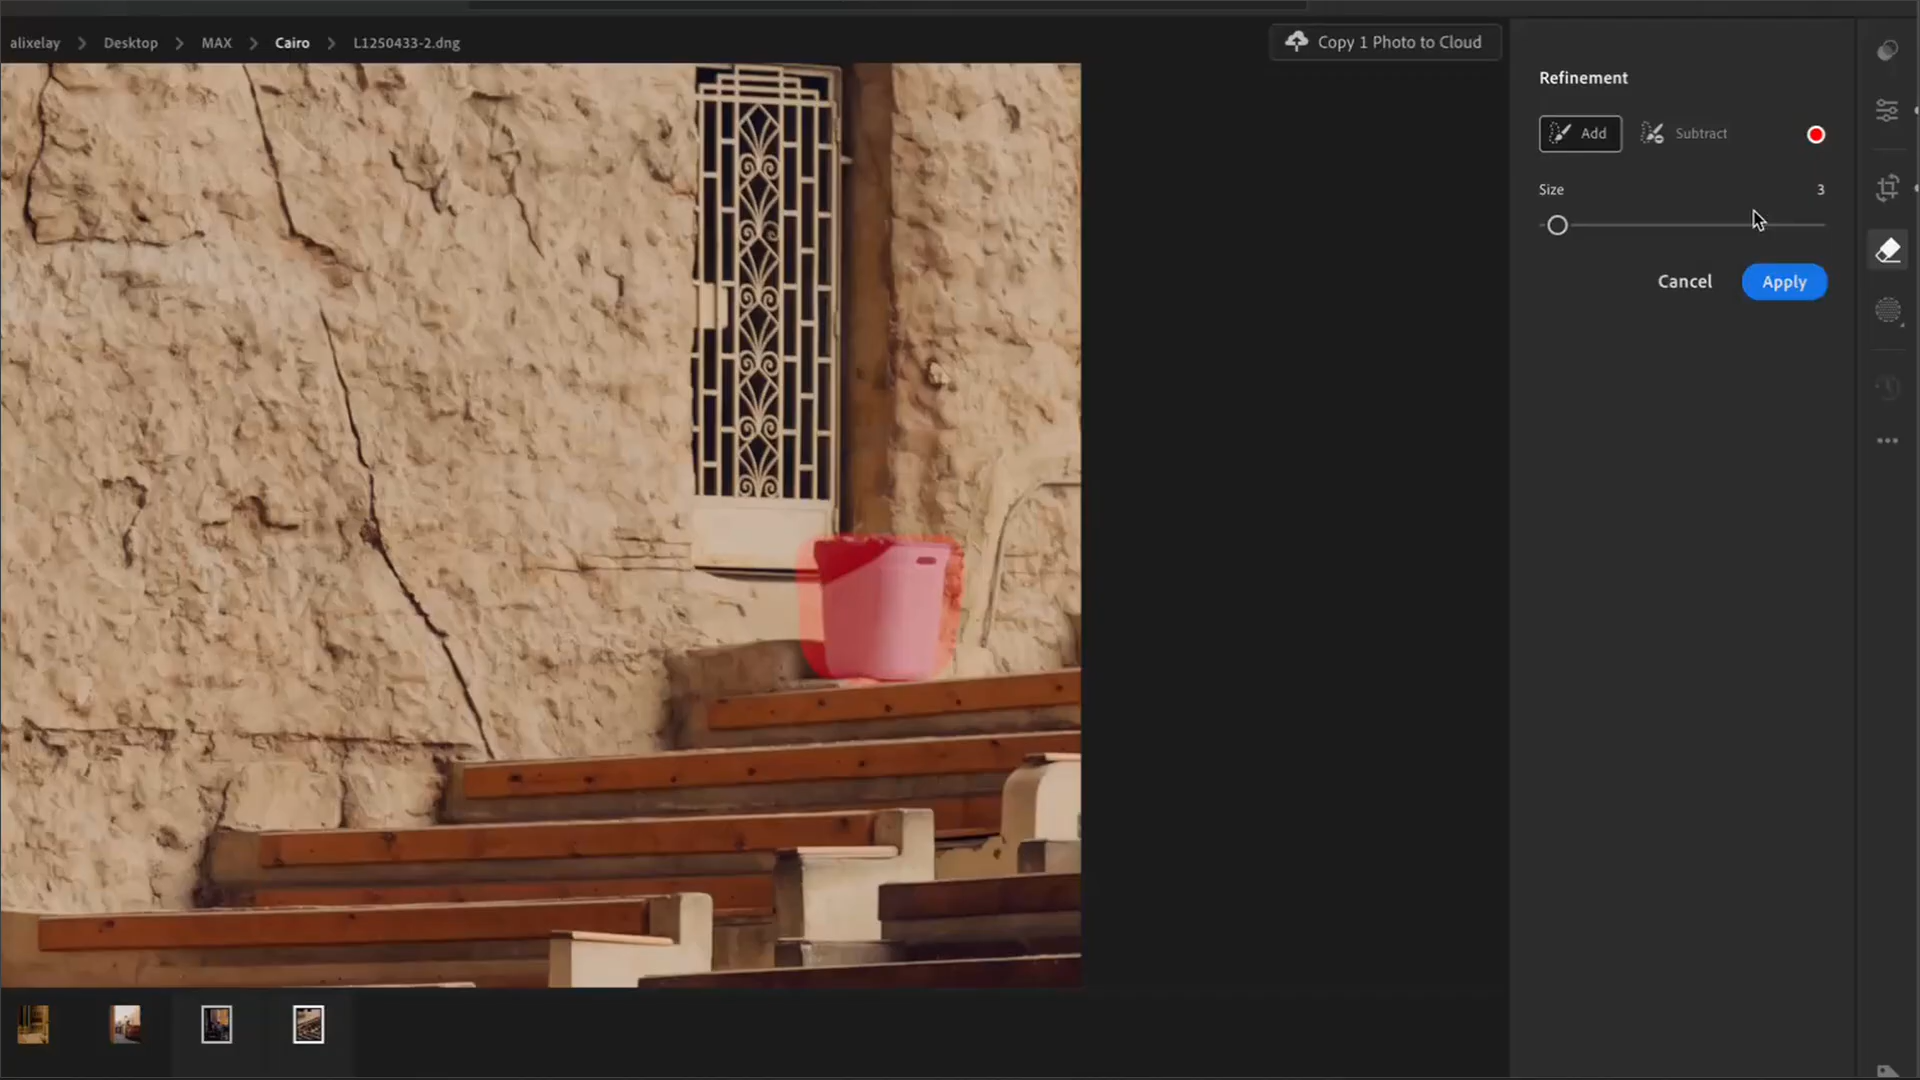 alixelay > Desktop > MAX > Cairo > L1250433-2.dng
Copy 1 Photo to Cloud
Refinement
Add Subtract
Size 3
Cancel Apply